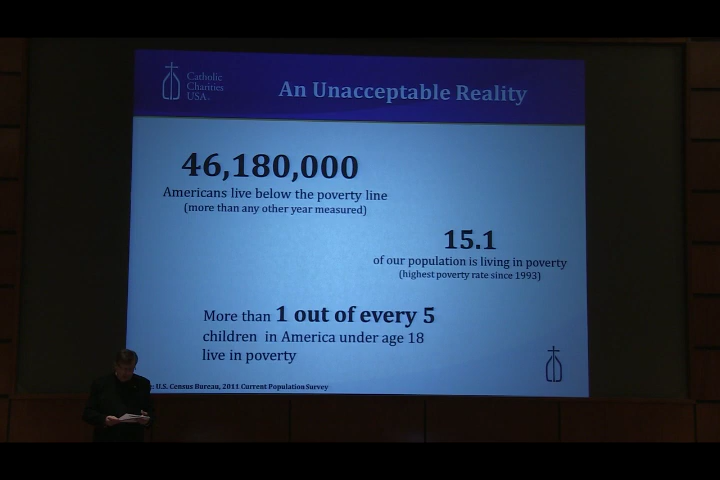 Catholic
Charities
USA.
An Unacceptable Reality
46,180,000
Americans live below the poverty line
(more than any other year measured)
15.1
of our population is living in poverty
(highest poverty rate since 1993)
More than 1 out of every 5
children in America under age 18
live in poverty
: U.S. Census Bureau, 2011 Current Population Survey